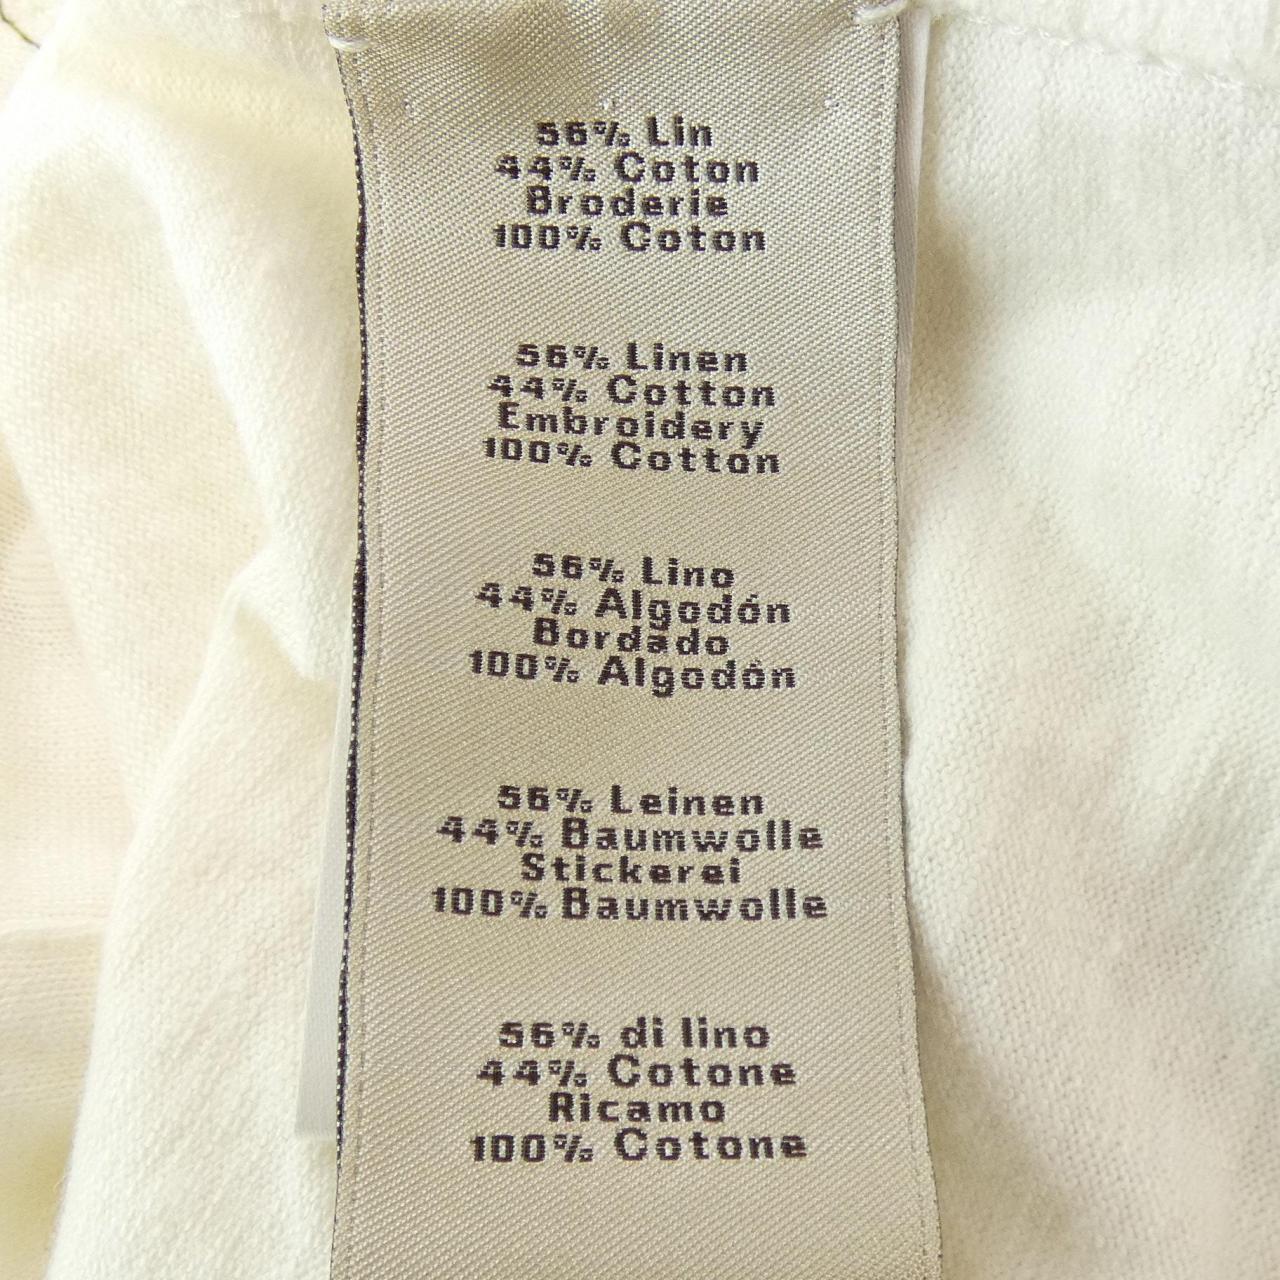 56% Lin
44% Coton
Broderie
100% Coton
56% Linen
44% Cotton
Embroidery
100% Cotton
56% Lino
44% Algodón
Bordado
100% Algodón
56% Leinen
44% Baumwolle
Stickerei
100% Baumwolle
56% di lino
44% Cotone
Ricamo
100% Cotone